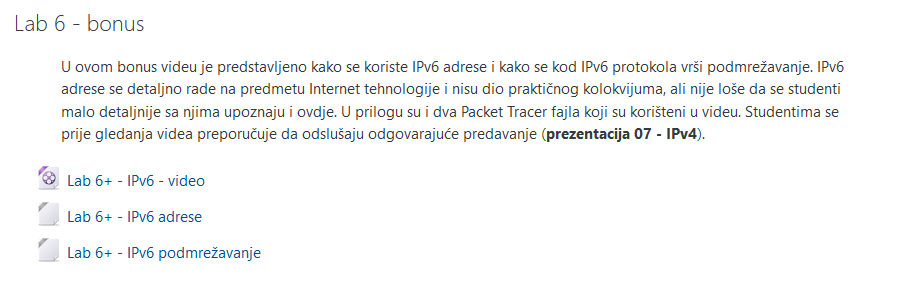 Lab 6 - bonus
U ovom bonus videu je predstavljeno kako se koriste IPv6 adrese i kako se kod IPv6 protokola vrši podmrežavanje. IPv6
adrese se detaljno rade na predmetu Internet tehnologije i nisu dio praktičnog kolokvijuma, ali nije loše da se studenti
malo detaljnije sa njima upoznaju i ovdje. U prilogu su i dva Packet Tracer fajla koji su korišteni u videu. Studentima se
prije gledanja videa preporučuje da odslušaju odgovarajuće predavanje (prezentacija 07 - IPv4).
Lab 6+ - IPv6 - video
Lab 6+ - IPv6 adrese
Lab 6+ - IPv6 podmrežavanje